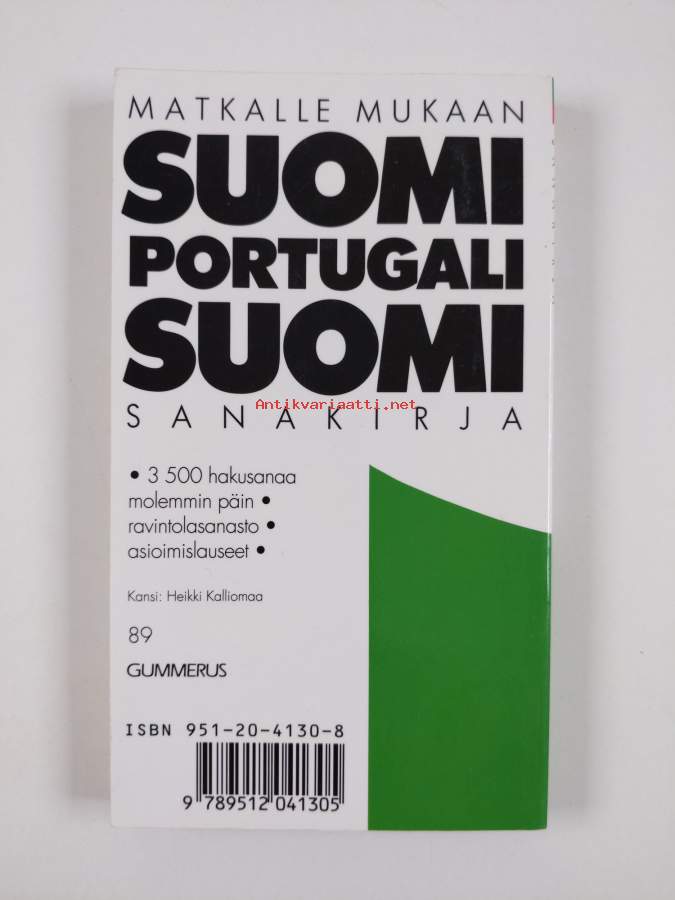 MATKALLE MUKAAN
SUOMI
PORTUGALI
SUOMI
Antikvariaatti.net
SANAKIRJA
• 3 500 hakusanaa
molemmin päin •
ravintolasanasto •
asioimislauseet •
Kansi: Heikki Kalliomaa
89
GUMMERUS
ISBN 951-20-4130-8
9 789512 041305